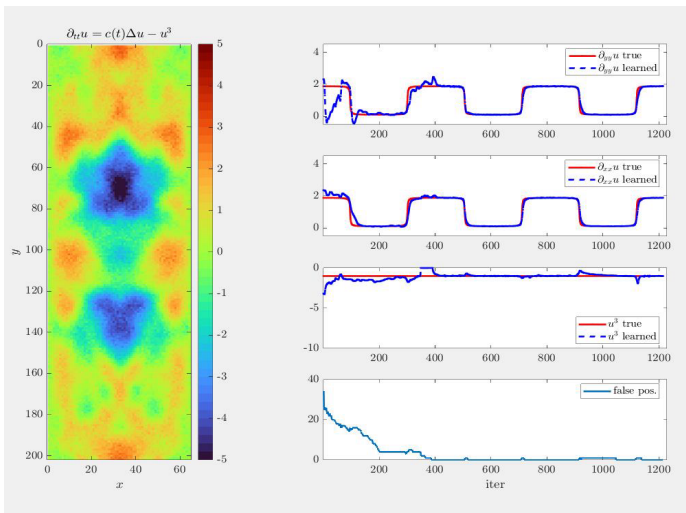 ∂ttu = c(t)Δu − u³
0
20
40
60
80
100
120
140
160
180
200
y
0 20 40 60
x
5
4
3
2
1
0
-1
-2
-3
-4
-5
4
2
0
∂yyu true
∂yyu learned
200 400 600 800 1000 1200
4
2
0
∂xxu true
∂xxu learned
200 400 600 800 1000 1200
0
-5
-10
u³ true
u³ learned
200 400 600 800 1000 1200
40
20
0
false pos.
200 400 600 800 1000 1200
iter